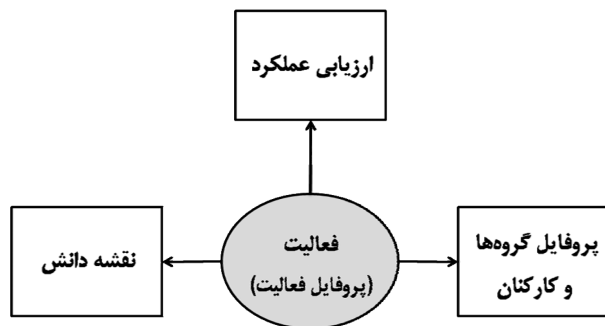 ارزیابی عملکرد
پروفایل گروه‌ها
و کارکنان
فعالیت
(پروفایل فعالیت)
نقشه دانش